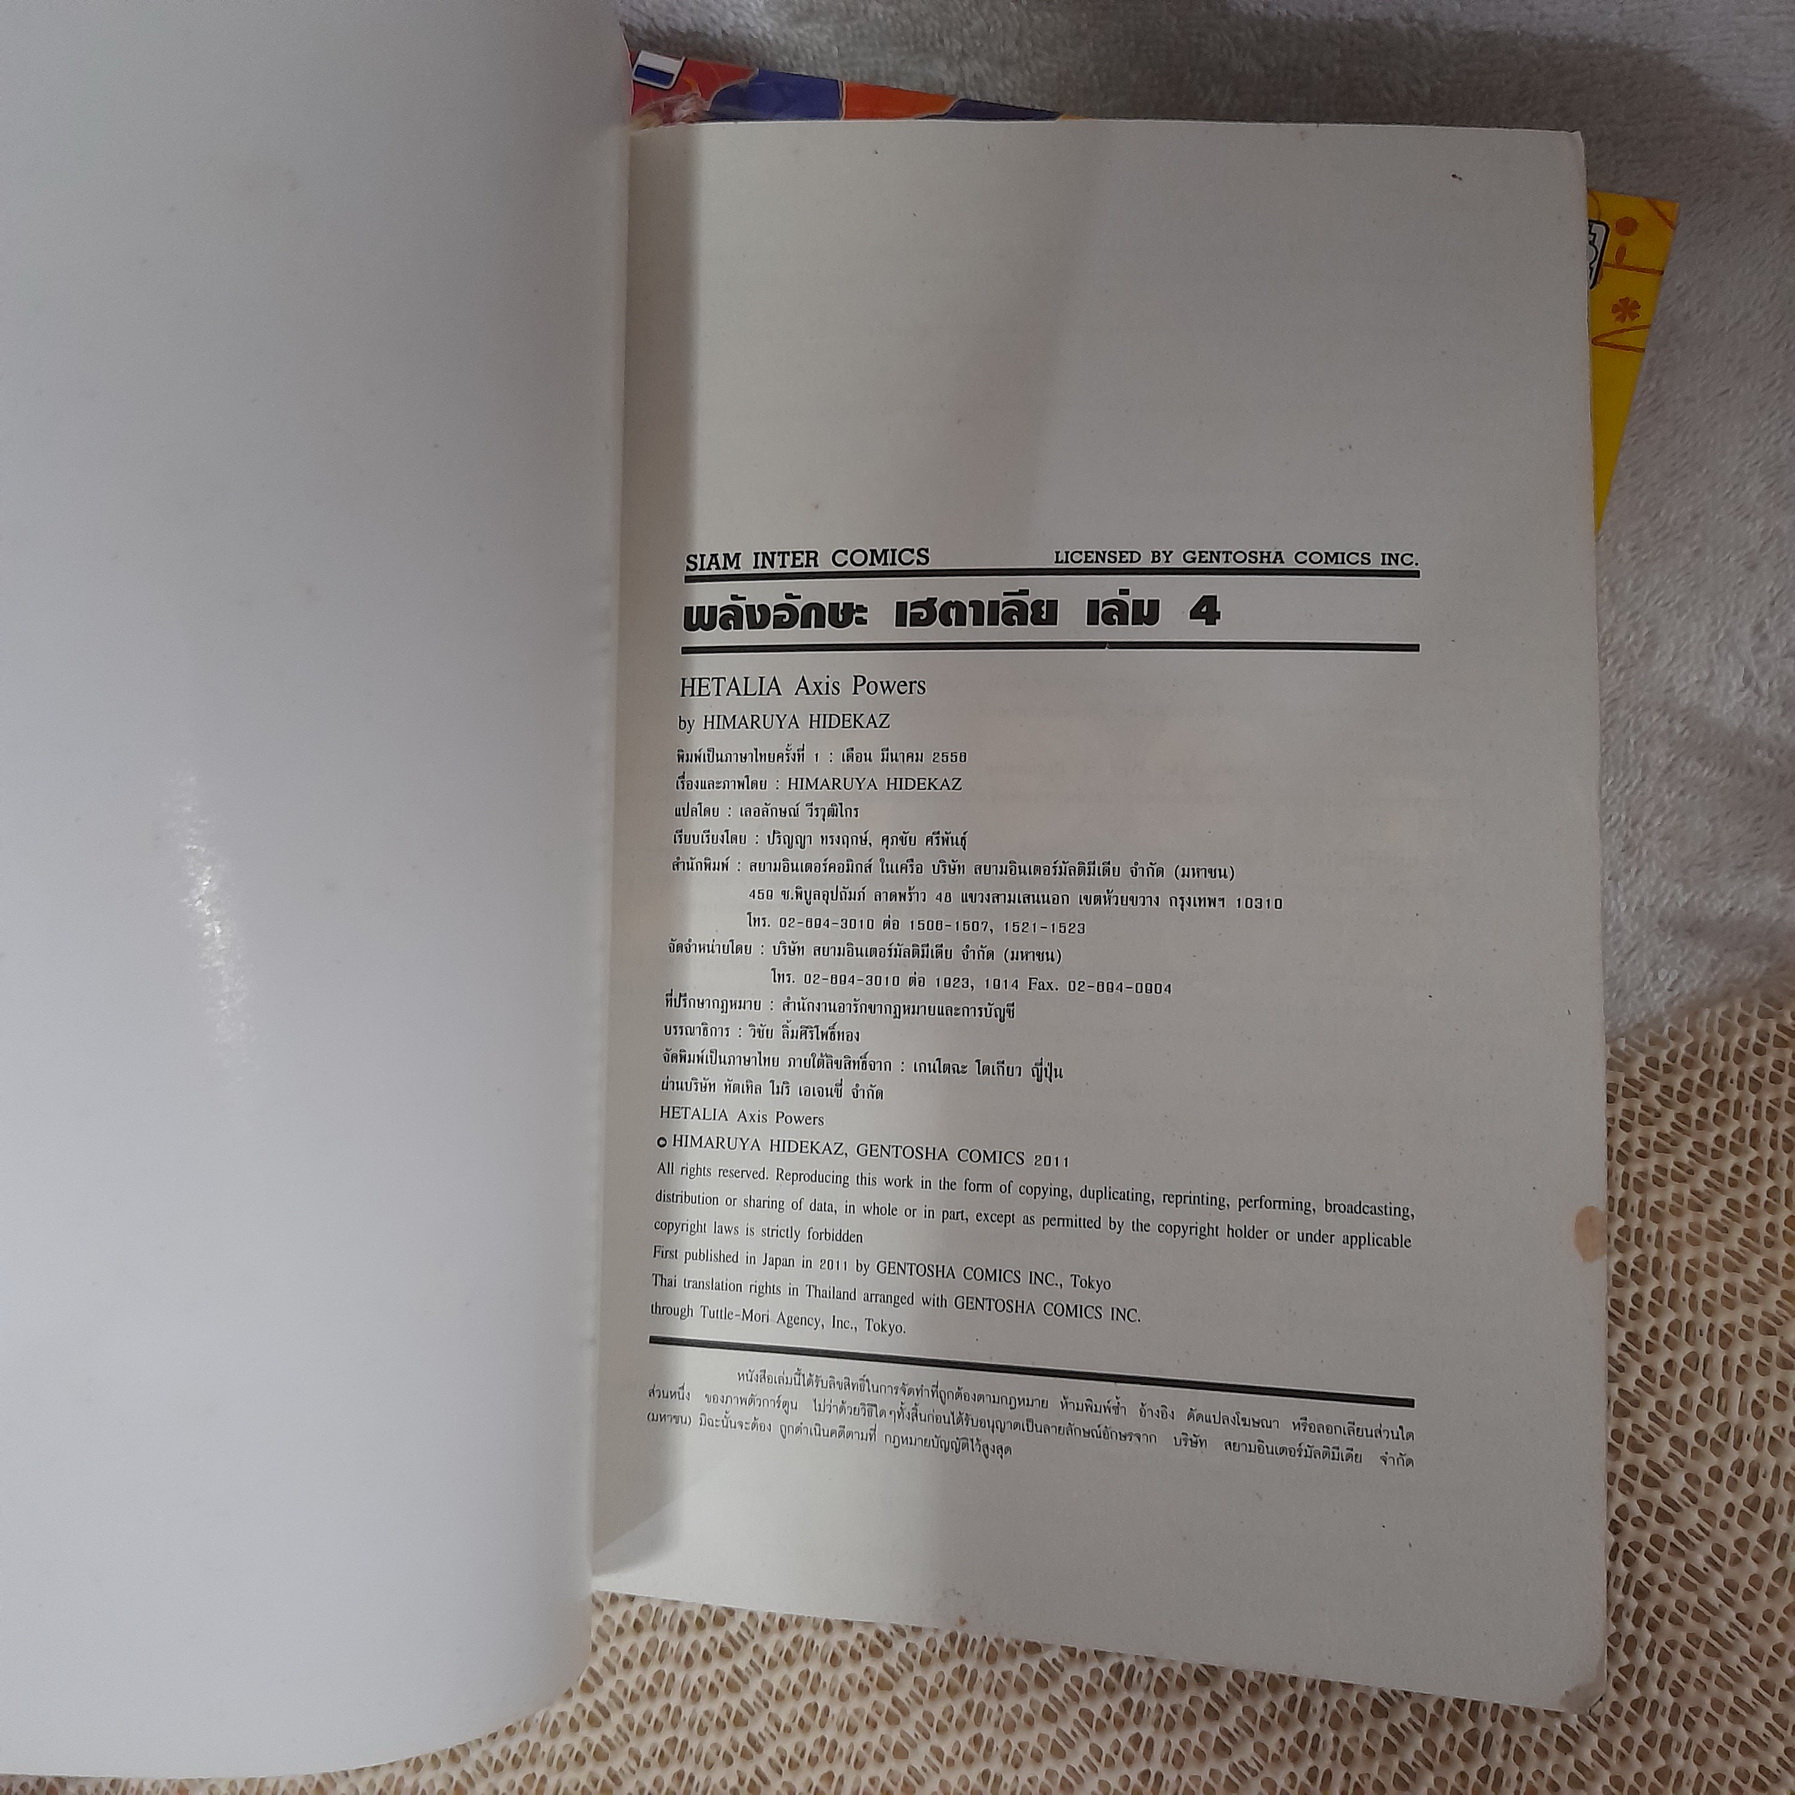 SIAM INTER COMICS LICENSED BY GENTOSHA COMICS INC.
พลังอักษะ เฮตาเลีย เล่ม 4
HETALIA Axis Powers
by HIMARUYA HIDEKAZ
พิมพ์เป็นภาษาไทยครั้งที่ 1 : เดือน มีนาคม 2556
เรื่องและภาพโดย : HIMARUYA HIDEKAZ
แปลโดย : เลอลักษณ์ วีรวุฒิไกร
เรียบเรียงโดย : ปริญญา ทรงฤกษ์, ศุภชัย ศรีพันธุ์
สำนักพิมพ์ : สยามอินเตอร์คอมิกส์ ในเครือ บริษัท สยามอินเตอร์มัลติมีเดีย จำกัด (มหาชน)
459 ซ.พิบูลอุปถัมภ์ ลาดพร้าว 48 แขวงสามเสนนอก เขตห้วยขวาง กรุงเทพฯ 10310
โทร. 02-694-3010 ต่อ 1506-1507, 1521-1523
จัดจำหน่ายโดย : บริษัท สยามอินเตอร์มัลติมีเดีย จำกัด (มหาชน)
โทร. 02-694-3010 ต่อ 1923, 1914 Fax. 02-694-0904
ที่ปรึกษากฎหมาย : สำนักงานอารักขากฎหมายและการบัญชี
บรรณาธิการ : วิชัย ลิ้มศิริโพธิ์ทอง
จัดพิมพ์เป็นภาษาไทย ภายใต้ลิขสิทธิ์จาก : เกนโตฉะ โตเกียว ญี่ปุ่น
ผ่านบริษัท ทัตเทิล โมริ เอเจนซี่ จำกัด
HETALIA Axis Powers
© HIMARUYA HIDEKAZ, GENTOSHA COMICS 2011
All rights reserved. Reproducing this work in the form of copying, duplicating, reprinting, performing, broadcasting,
distribution or sharing of data, in whole or in part, except as permitted by the copyright holder or under applicable
copyright laws is strictly forbidden
First published in Japan in 2011 by GENTOSHA COMICS INC., Tokyo
Thai translation rights in Thailand arranged with GENTOSHA COMICS INC.
through Tuttle-Mori Agency, Inc., Tokyo.
หนังสือเล่มนี้ได้รับลิขสิทธิ์ในการจัดทำที่ถูกต้องตามกฎหมาย ห้ามพิมพ์ซ้ำ อ้างอิง ดัดแปลงโฆษณา หรือลอกเลียนส่วนใด
ส่วนหนึ่ง ของภาพตัวการ์ตูน ไม่ว่าด้วยวิธีใดๆทั้งสิ้นก่อนได้รับอนุญาตเป็นลายลักษณ์อักษรจาก บริษัท สยามอินเตอร์มัลติมีเดีย จำกัด
(มหาชน) มิฉะนั้นจะต้อง ถูกดำเนินคดีตามที่ กฎหมายบัญญัติไว้สูงสุด